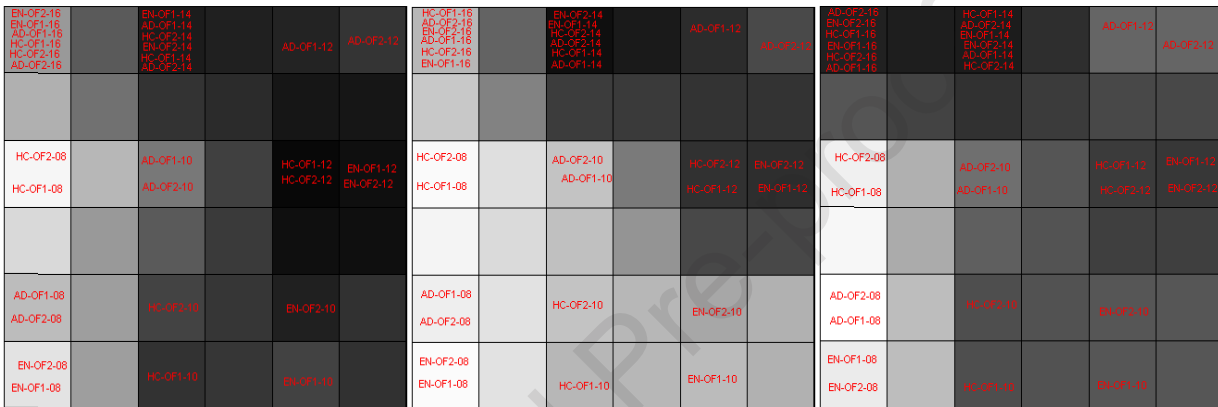 EN-OF2-16
EN-OF1-16
AD-OF1-16
HC-OF1-16
HC-OF2-16
AD-OF2-16
EN-OF1-14
AD-OF1-14
HC-OF2-14
EN-OF2-14
HC-OF1-14
AD-OF2-14
AD-OF1-12
AD-OF2-12
HC-OF2-08
HC-OF1-08
AD-OF1-10
AD-OF2-10
HC-OF1-12
HC-OF2-12
EN-OF1-12
EN-OF2-12
AD-OF1-08
AD-OF2-08
HC-OF2-10
EN-OF2-10
EN-OF2-08
EN-OF1-08
HC-OF1-10
EN-OF1-10
HC-OF1-16
AD-OF2-16
EN-OF2-16
AD-OF1-16
HC-OF2-16
EN-OF1-16
EN-OF2-14
EN-OF1-14
HC-OF2-14
AD-OF2-14
HC-OF1-14
AD-OF1-14
AD-OF1-12
AD-OF2-12
HC-OF2-08
HC-OF1-08
AD-OF2-10
AD-OF1-10
HC-OF2-12
HC-OF1-12
EN-OF2-12
EN-OF1-12
AD-OF1-08
AD-OF2-08
HC-OF2-10
EN-OF2-10
EN-OF2-08
EN-OF1-08
HC-OF1-10
EN-OF1-10
AD-OF2-16
HC-OF2-16
HC-OF1-16
EN-OF1-16
EN-OF2-16
AD-OF1-16
HC-OF1-14
AD-OF2-14
EN-OF1-14
EN-OF2-14
AD-OF1-14
HC-OF2-14
AD-OF1-12
AD-OF2-12
HC-OF2-08
HC-OF1-08
AD-OF2-10
AD-OF1-10
HC-OF1-12
HC-OF2-12
EN-OF1-12
EN-OF2-12
AD-OF2-08
AD-OF1-08
HC-OF2-10
EN-OF2-10
EN-OF1-08
EN-OF2-08
EN-OF1-10
Pre-proo